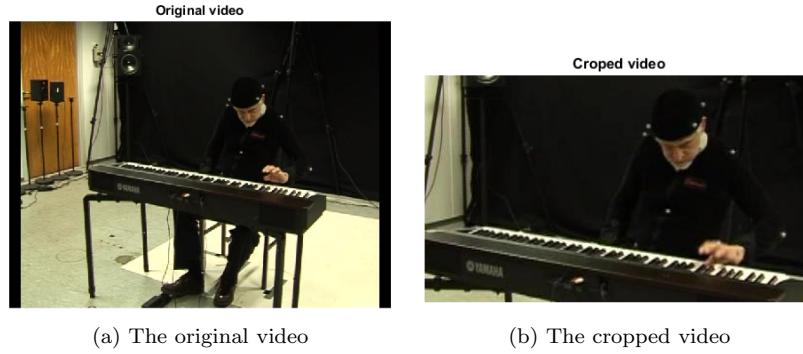 Original video
Croped video
YAMAHA
YAMAHA
(a) The original video
(b) The cropped video